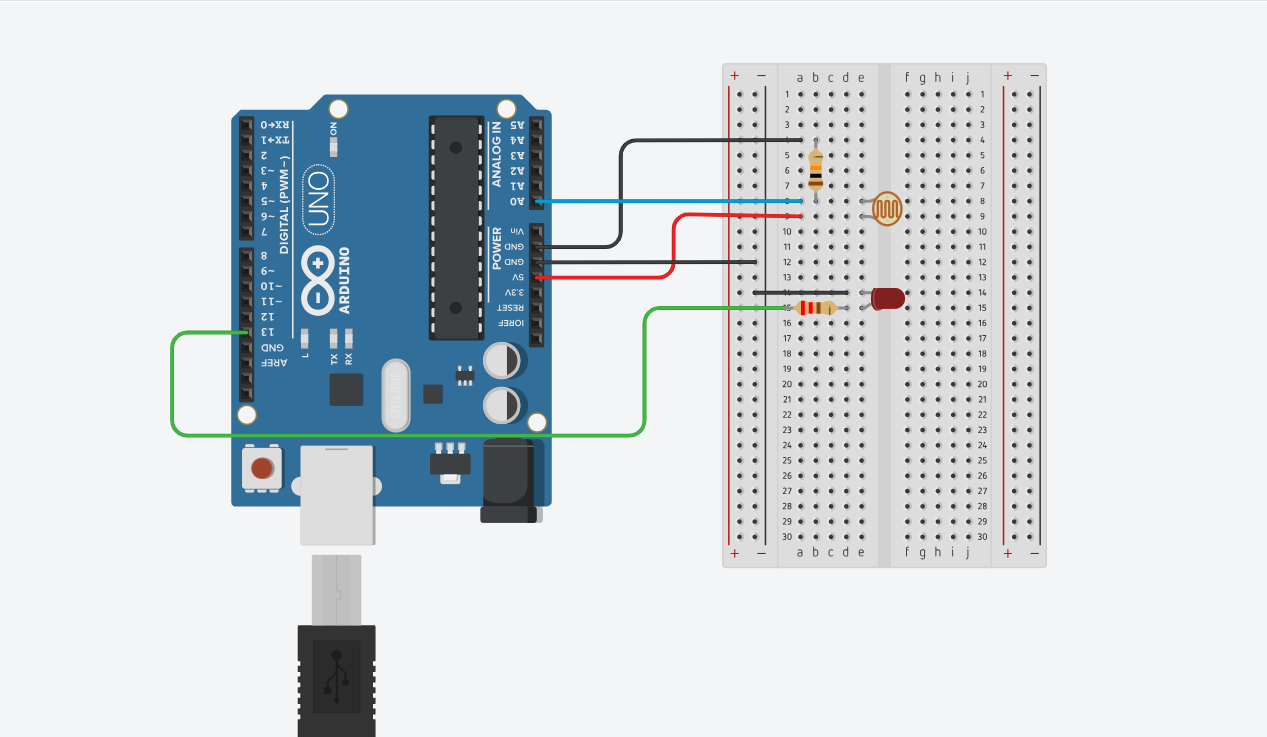 RX←0
TX→1
2
~3
4
~5
~6
7
DIGITAL (PWM~)
8
~9
~10
~11
12
13
GND
AREF
ON
UNO
ARDUINO
L
TX
RX
ANALOG IN
A5
A4
A3
A2
A1
A0
POWER
Vin
GND
GND
5V
3.3V
RESET
IOREF
+ − a b c d e f g h i j + −
1 1
2 2
3 3
4 4
5 5
6 6
7 7
8 8
9 9
10 10
11 11
12 12
13 13
14 14
15 15
16 16
17 17
18 18
19 19
20 20
21 21
22 22
23 23
24 24
25 25
26 26
27 27
28 28
29 29
30 30
+ − a b c d e f g h i j + −